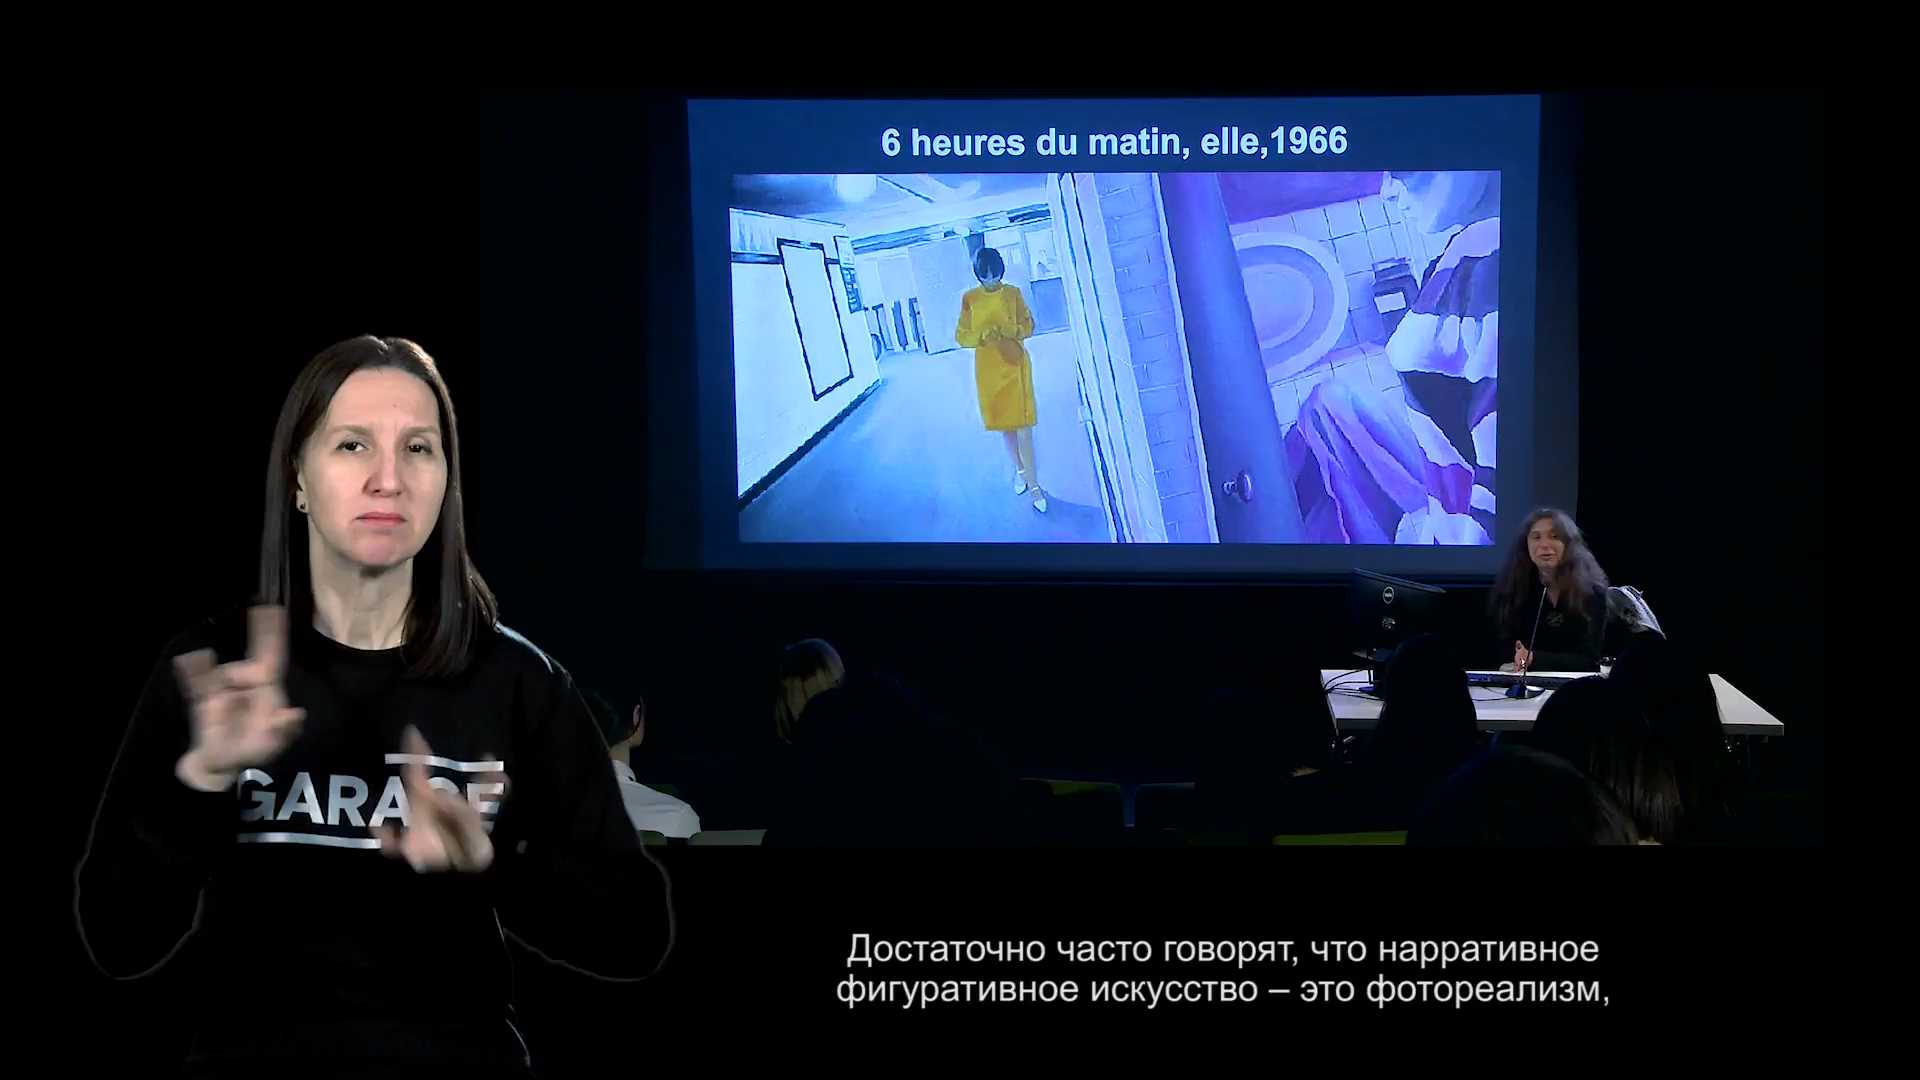 6 heures du matin, elle,1966
GARAGE
Достаточно часто говорят, что нарративное
фигуративное искусство – это фотореализм,